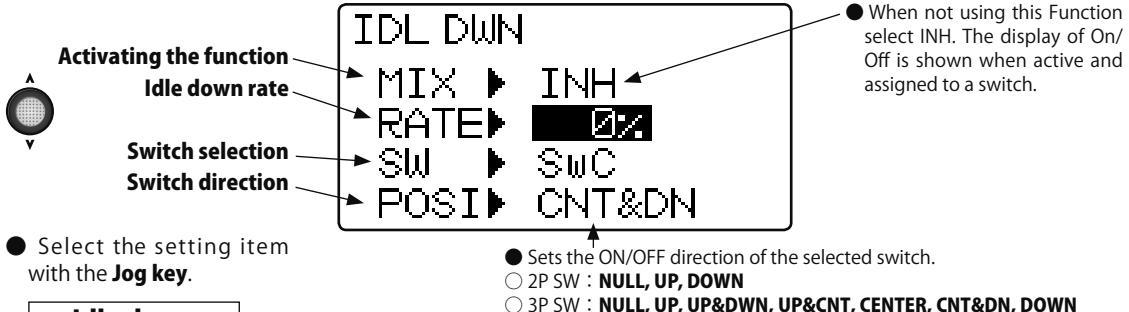 IDL DWN
MIX ▶ INH
RATE▶ 0%
SW ▶ SwC
POSI▶ CNT&DN
Activating the function
Idle down rate
Switch selection
Switch direction
● When not using this Function
select INH. The display of On/
Off is shown when active and
assigned to a switch.
● Select the setting item
with the Jog key.
● Sets the ON/OFF direction of the selected switch.
○ 2P SW : NULL, UP, DOWN
○ 3P SW : NULL, UP, UP&DWN, UP&CNT, CENTER, CNT&DN, DOWN